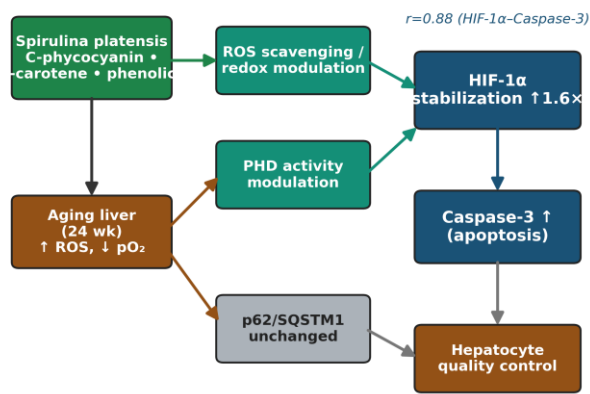 r=0.88 (HIF-1α–Caspase-3)
Spirulina platensis
C-phycocyanin •
-carotene • phenolic
ROS scavenging /
redox modulation
HIF-1α
stabilization ↑1.6×
PHD activity
modulation
Aging liver
(24 wk)
↑ ROS, ↓ pO₂
Caspase-3 ↑
(apoptosis)
p62/SQSTM1
unchanged
Hepatocyte
quality control